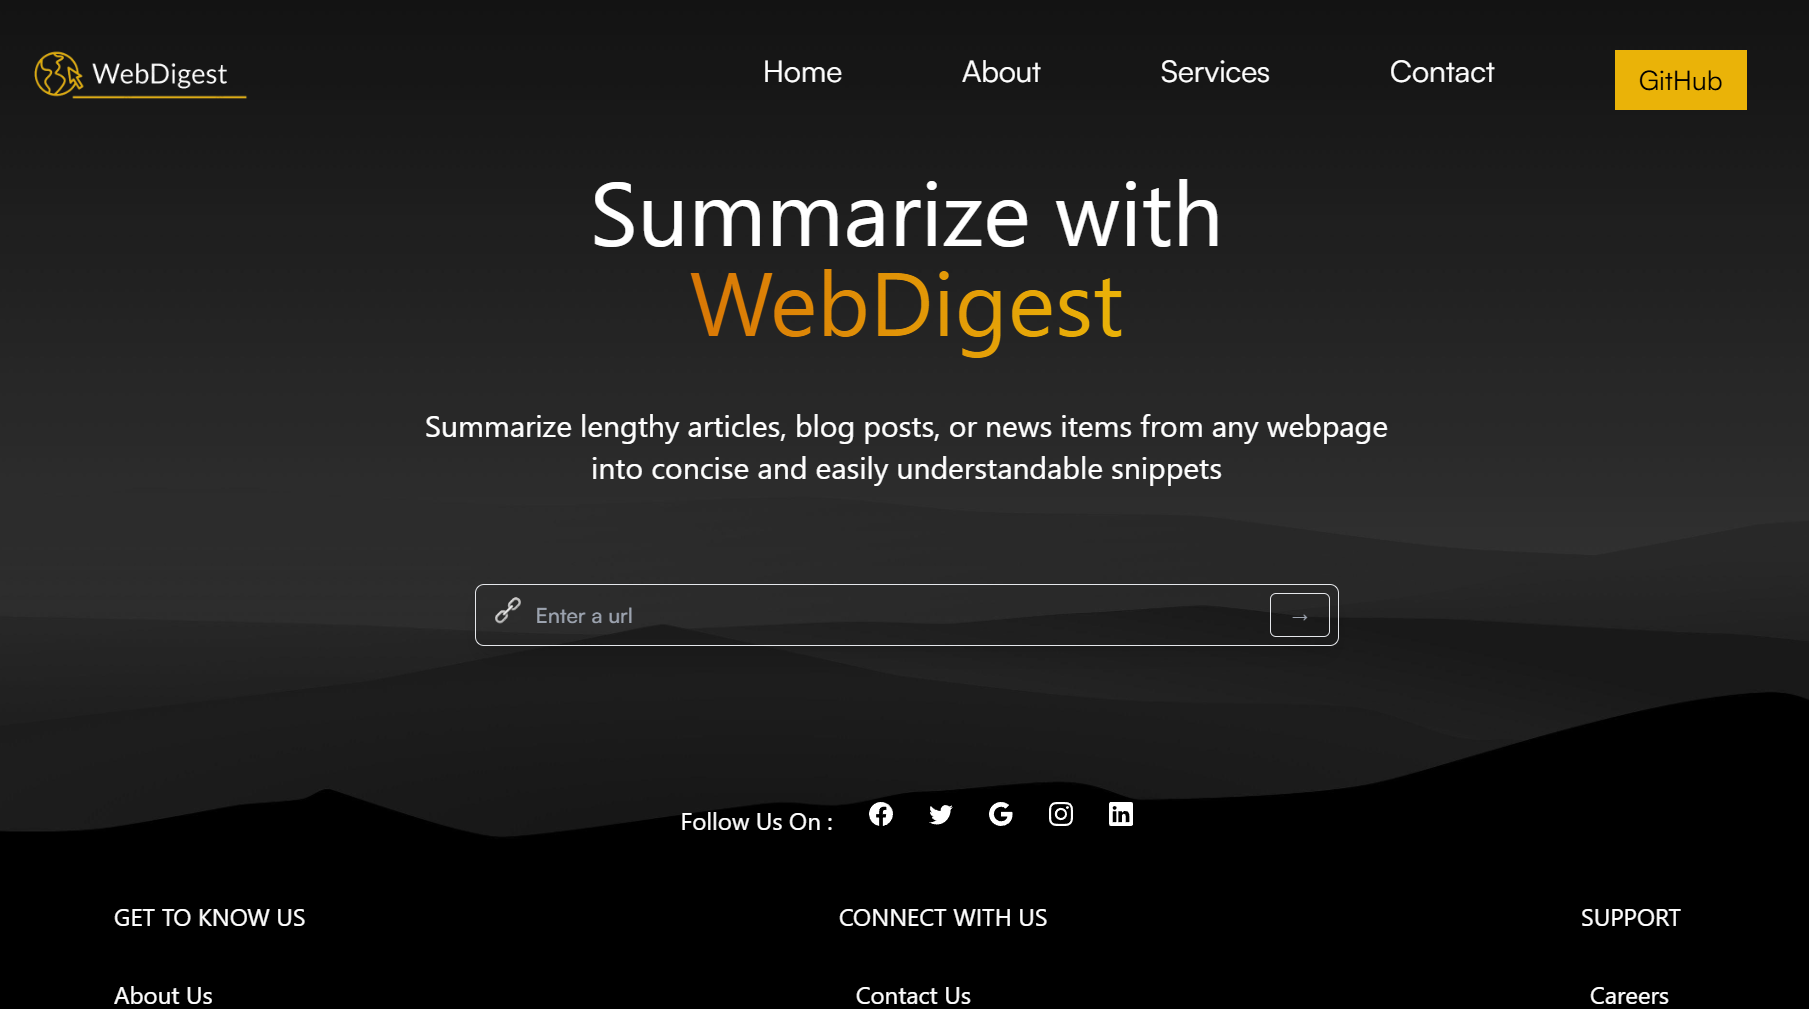 WebDigest
Home
About
Services
Contact
GitHub
Summarize with
WebDigest
Summarize lengthy articles, blog posts, or news items from any webpage
into concise and easily understandable snippets
Enter a url
→
Follow Us On :
GET TO KNOW US
CONNECT WITH US
SUPPORT
About Us
Contact Us
Careers